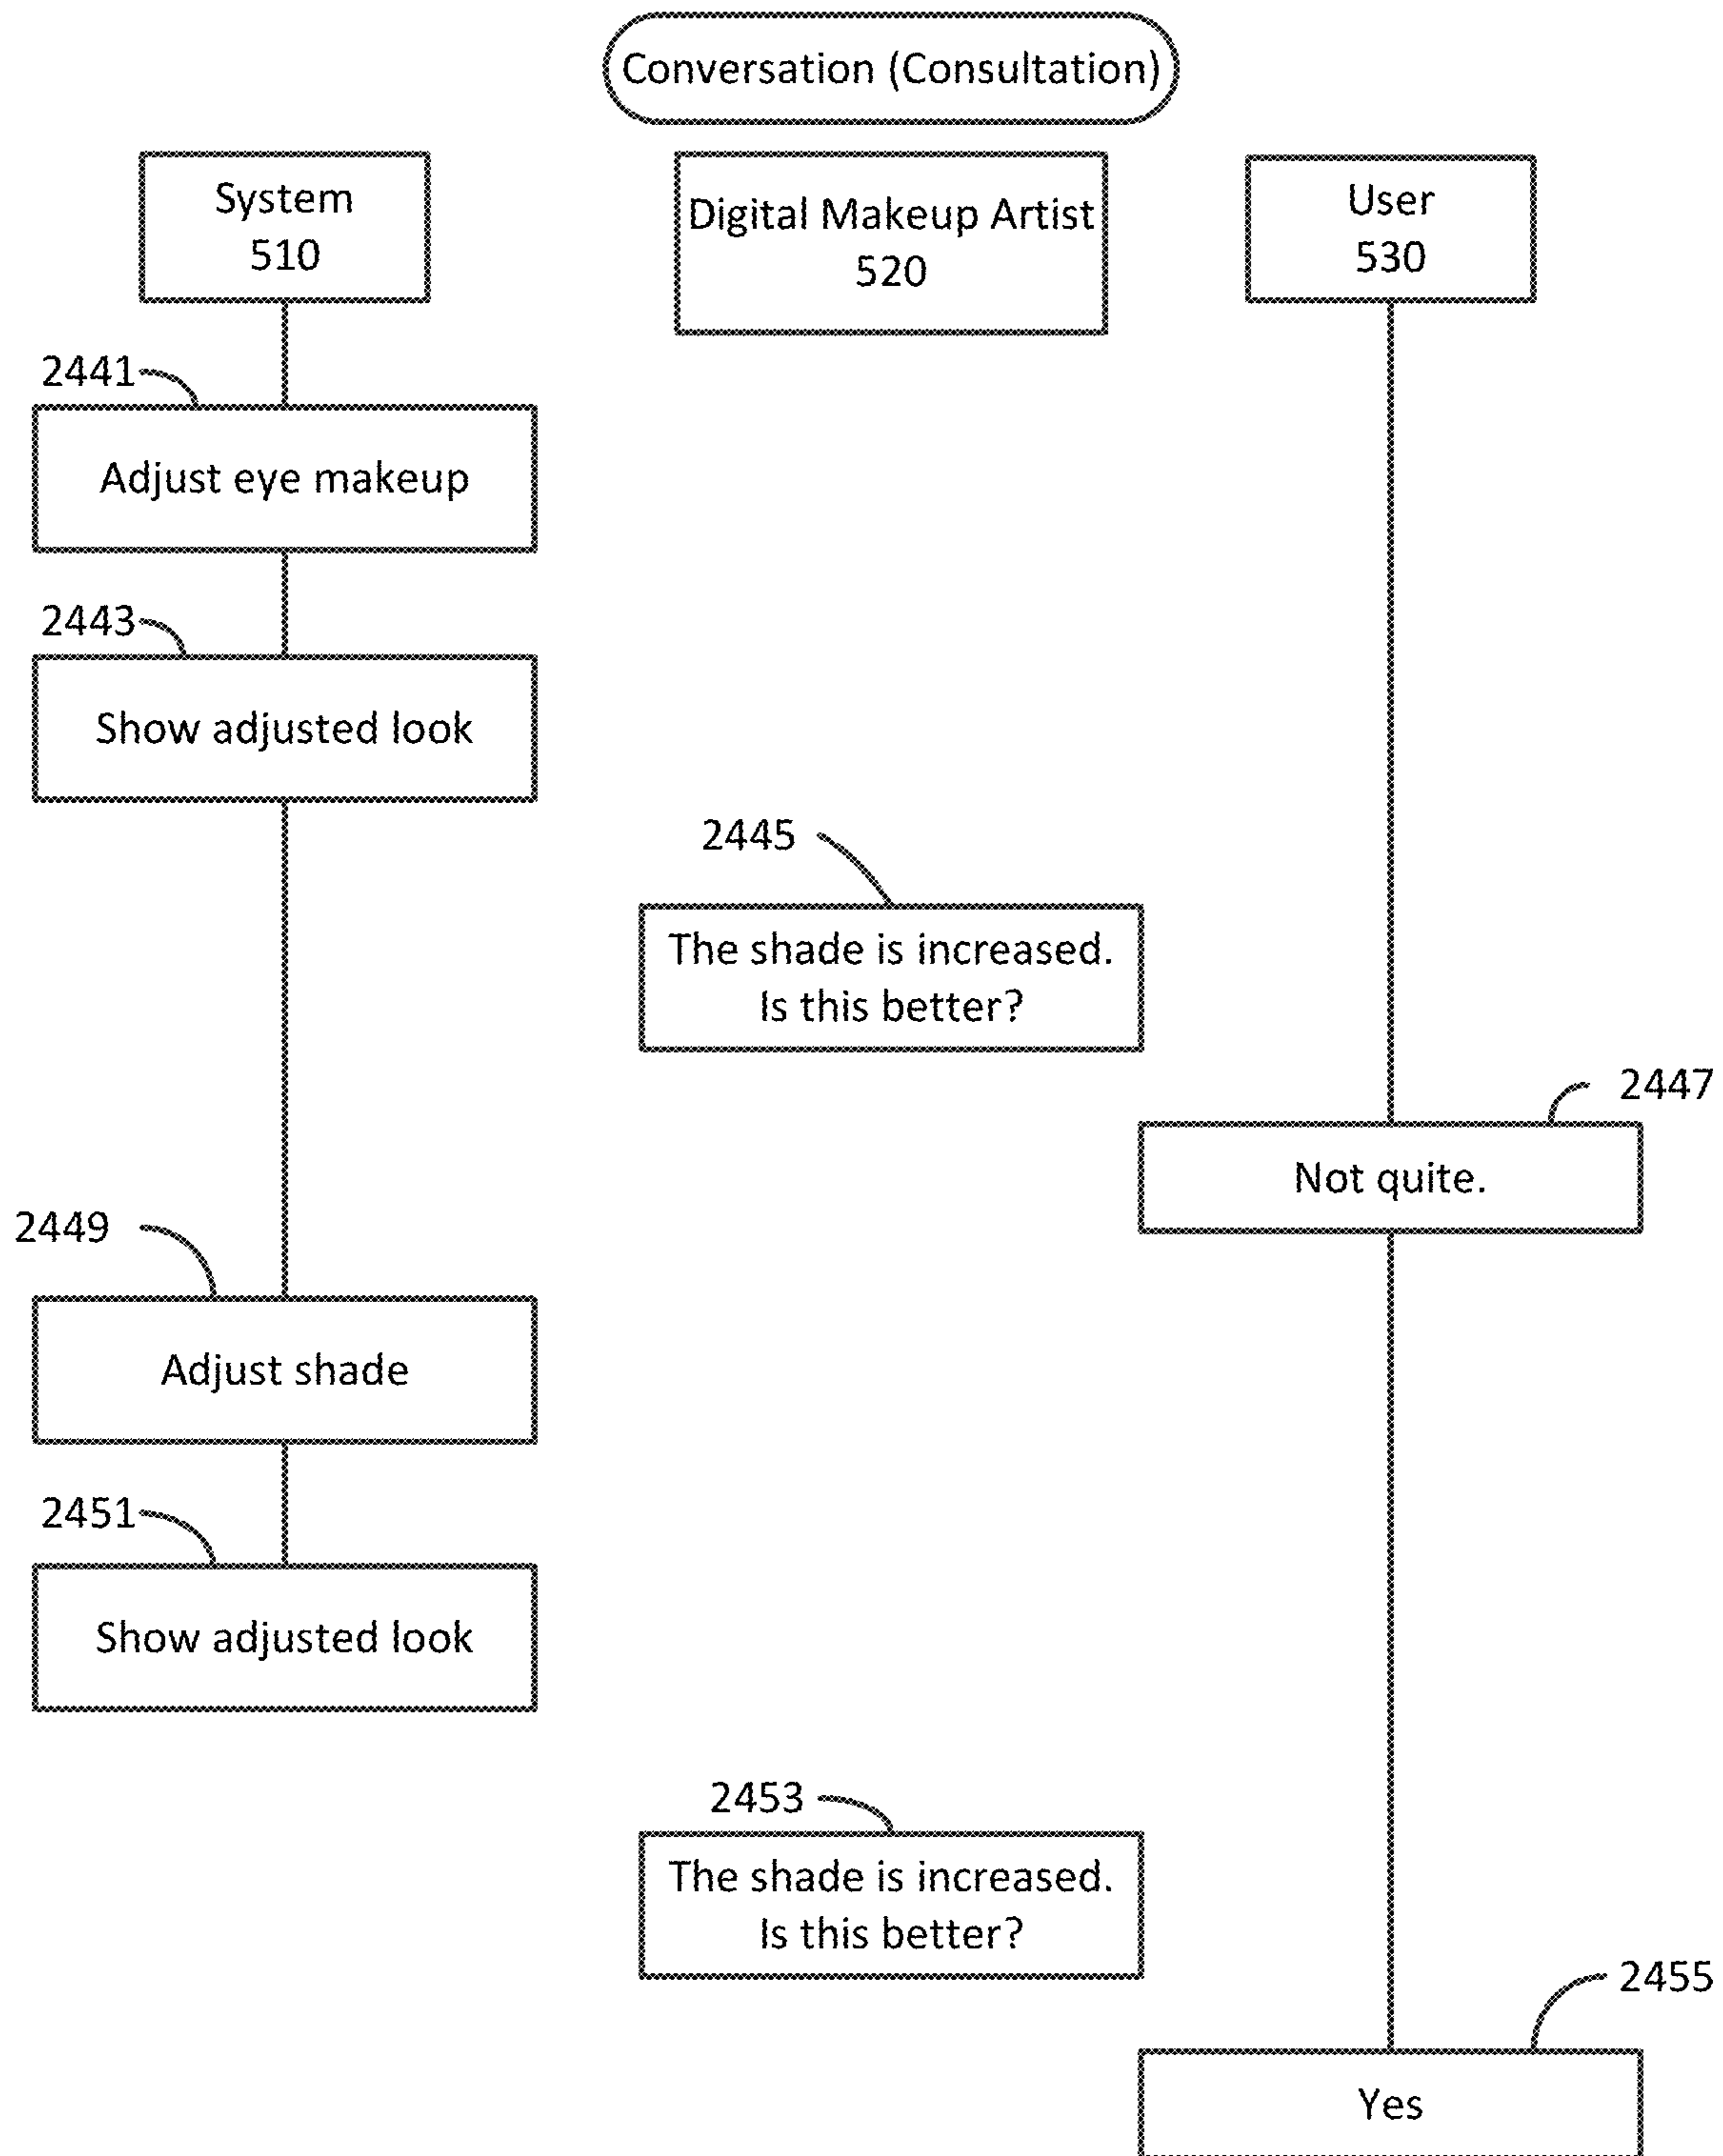 Conversation (Consultation)
System
510
Digital Makeup Artist
520
User
530
2441
Adjust eye makeup
2443
Show adjusted look
2445
The shade is increased.
Is this better?
2447
Not quite.
2449
Adjust shade
2451
Show adjusted look
2453
The shade is increased.
Is this better?
2455
Yes